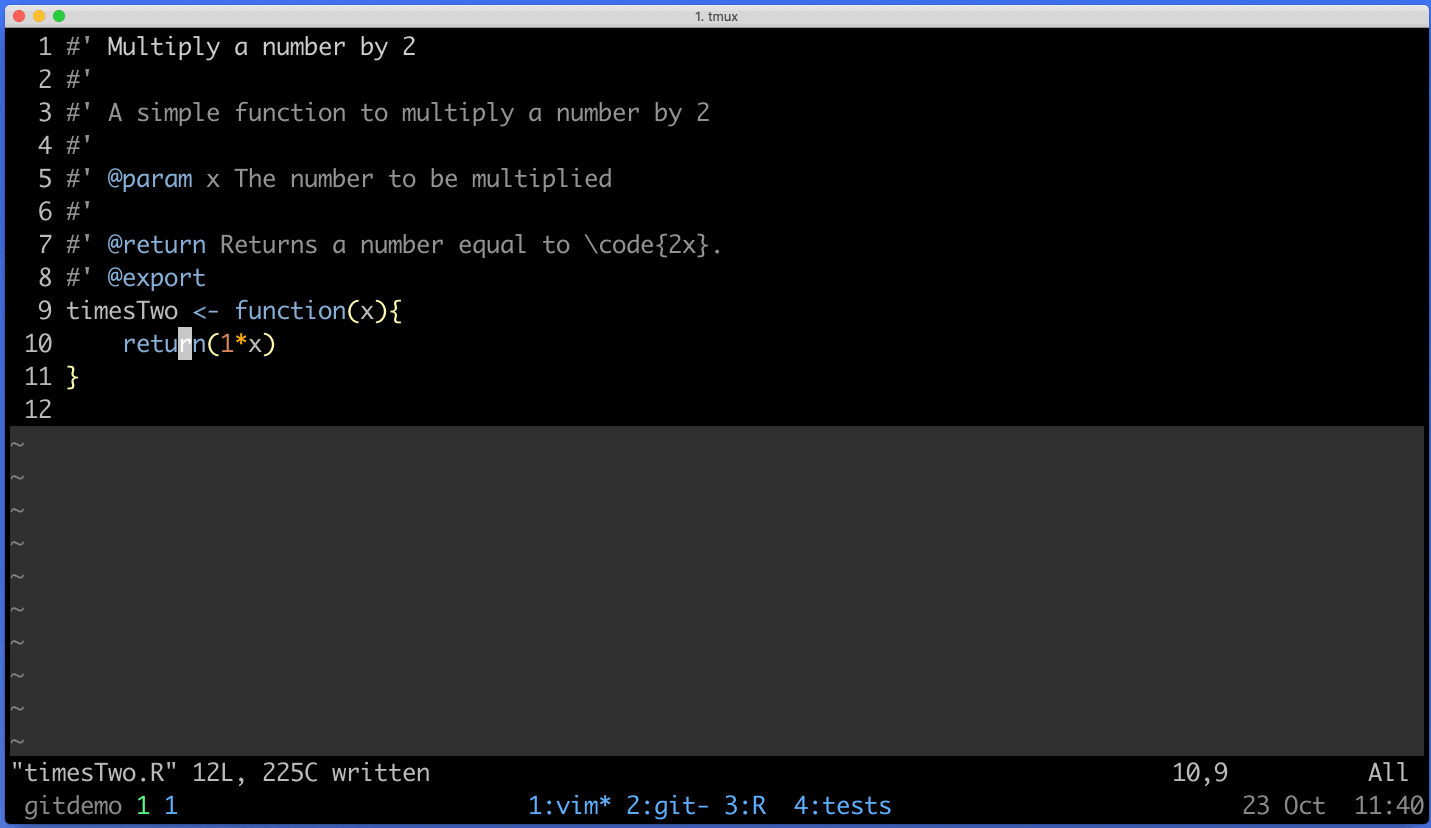 1. tmux
1 #' Multiply a number by 2
2 #'
3 #' A simple function to multiply a number by 2
4 #'
5 #' @param x The number to be multiplied
6 #'
7 #' @return Returns a number equal to \code{2x}.
8 #' @export
9 timesTwo <- function(x){
10     return(1*x)
11 }
12
~
~
~
~
~
~
~
~
~
~
"timesTwo.R" 12L, 225C written 10,9 All
gitdemo 1 1 1:vim* 2:git- 3:R  4:tests 23 Oct  11:40